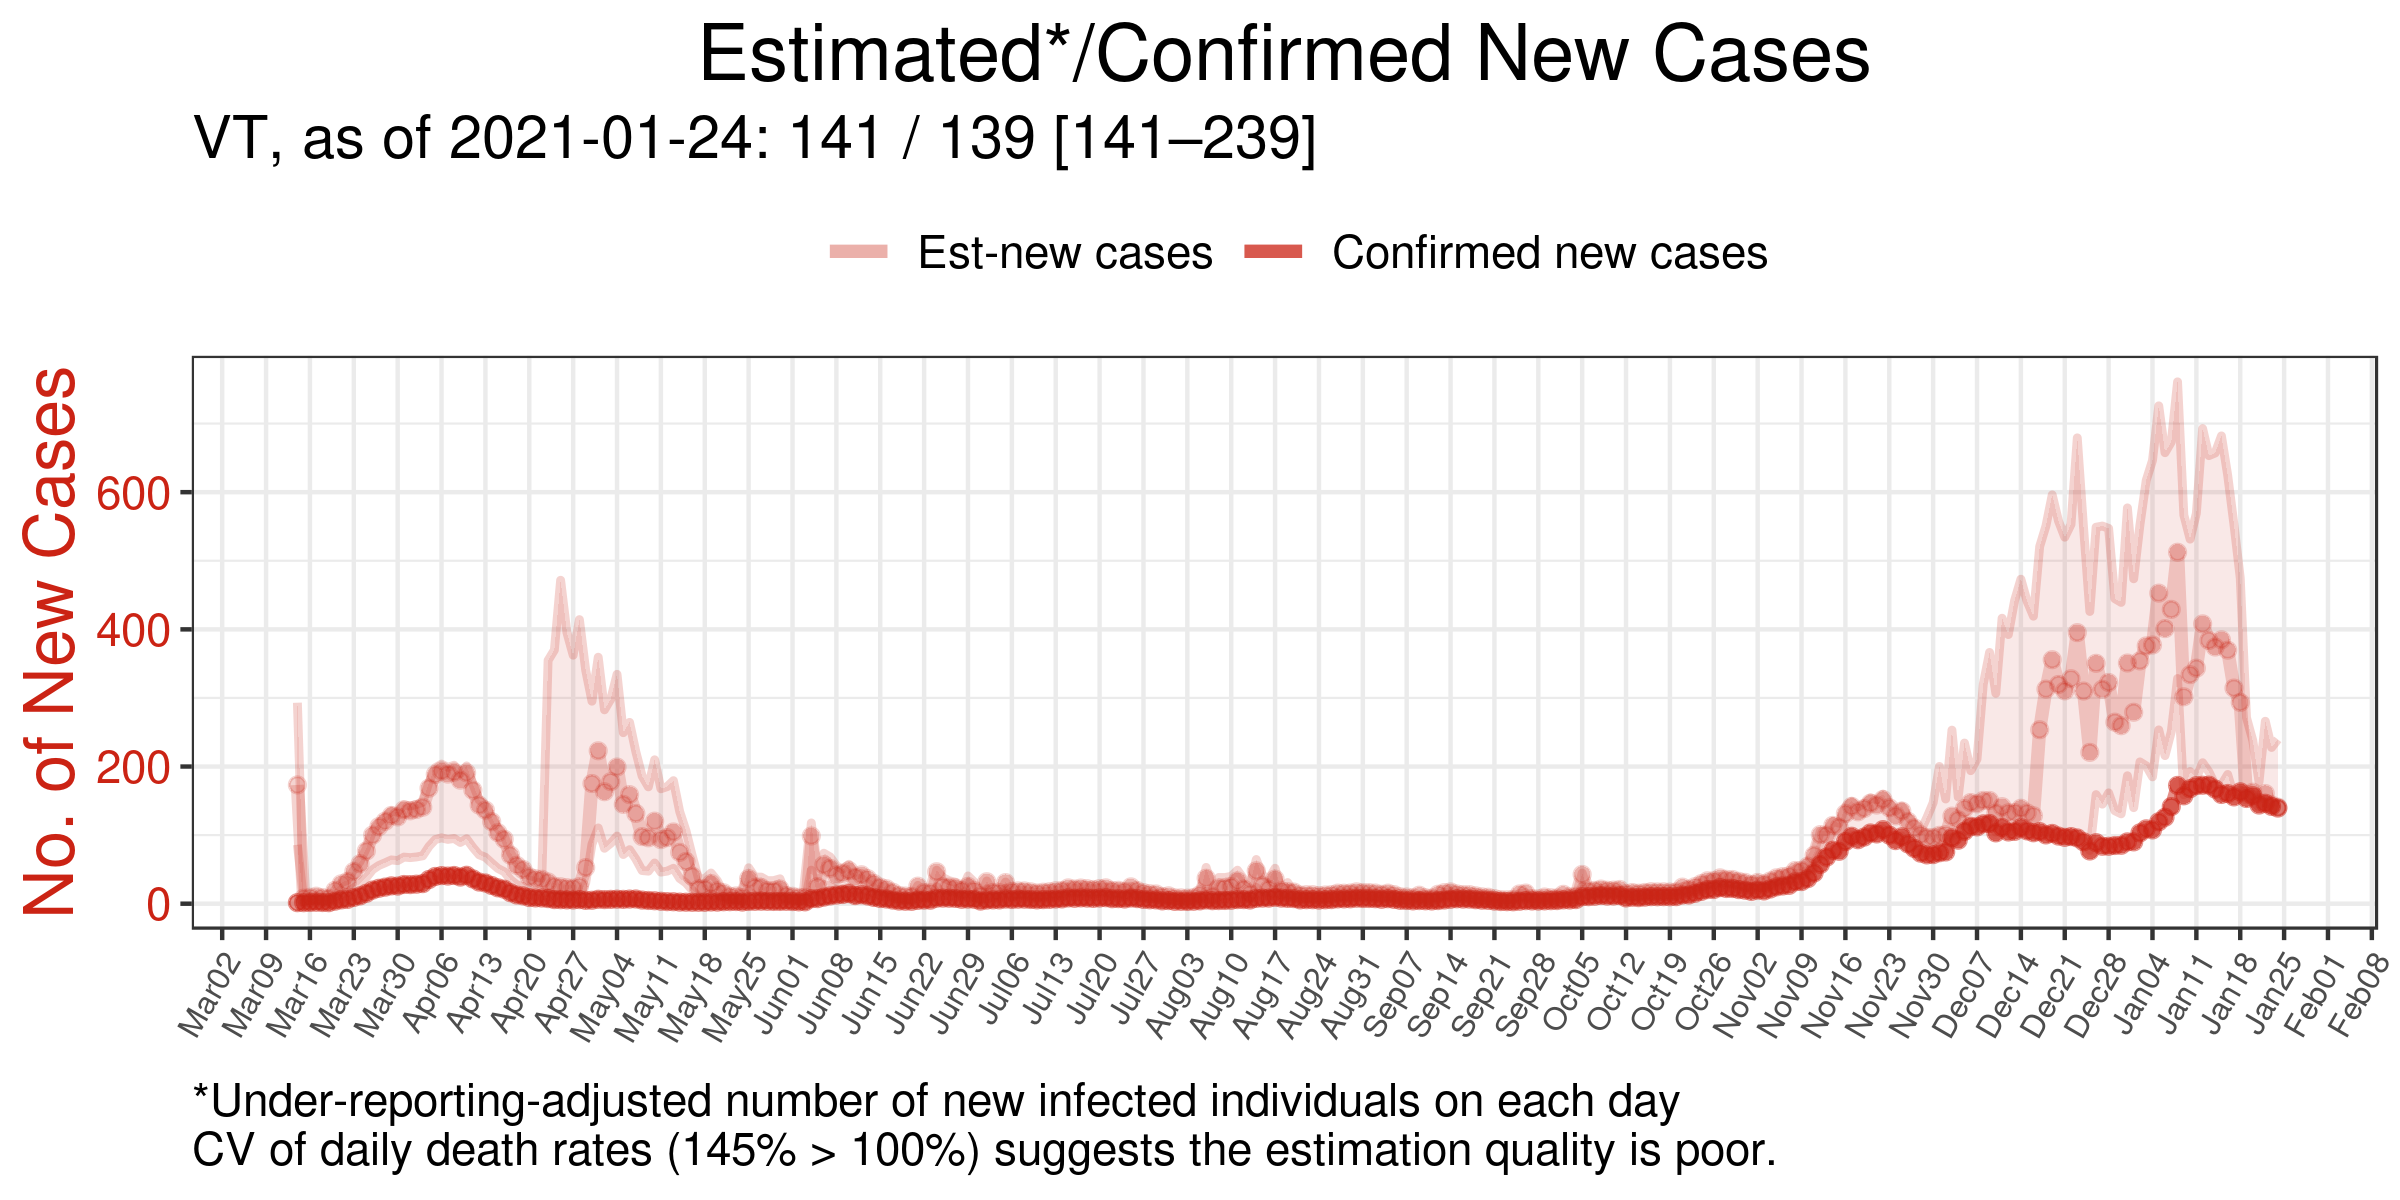 Estimated*/Confirmed New Cases
VT, as of 2021-01-24: 141 / 139 [141–239]
Est-new cases
Confirmed new cases
No. of New Cases
600
400
200
0
Mar02
Mar09
Mar16
Mar23
Mar30
Apr06
Apr13
Apr20
Apr27
May04
May11
May18
May25
Jun01
Jun08
Jun15
Jun22
Jun29
Jul06
Jul13
Jul20
Jul27
Aug03
Aug10
Aug17
Aug24
Aug31
Sep07
Sep14
Sep21
Sep28
Oct05
Oct12
Oct19
Oct26
Nov02
Nov09
Nov16
Nov23
Nov30
Dec07
Dec14
Dec21
Dec28
Jan04
Jan11
Jan18
Jan25
Feb01
Feb08
*Under-reporting-adjusted number of new infected individuals on each day
CV of daily death rates (145% > 100%) suggests the estimation quality is poor.